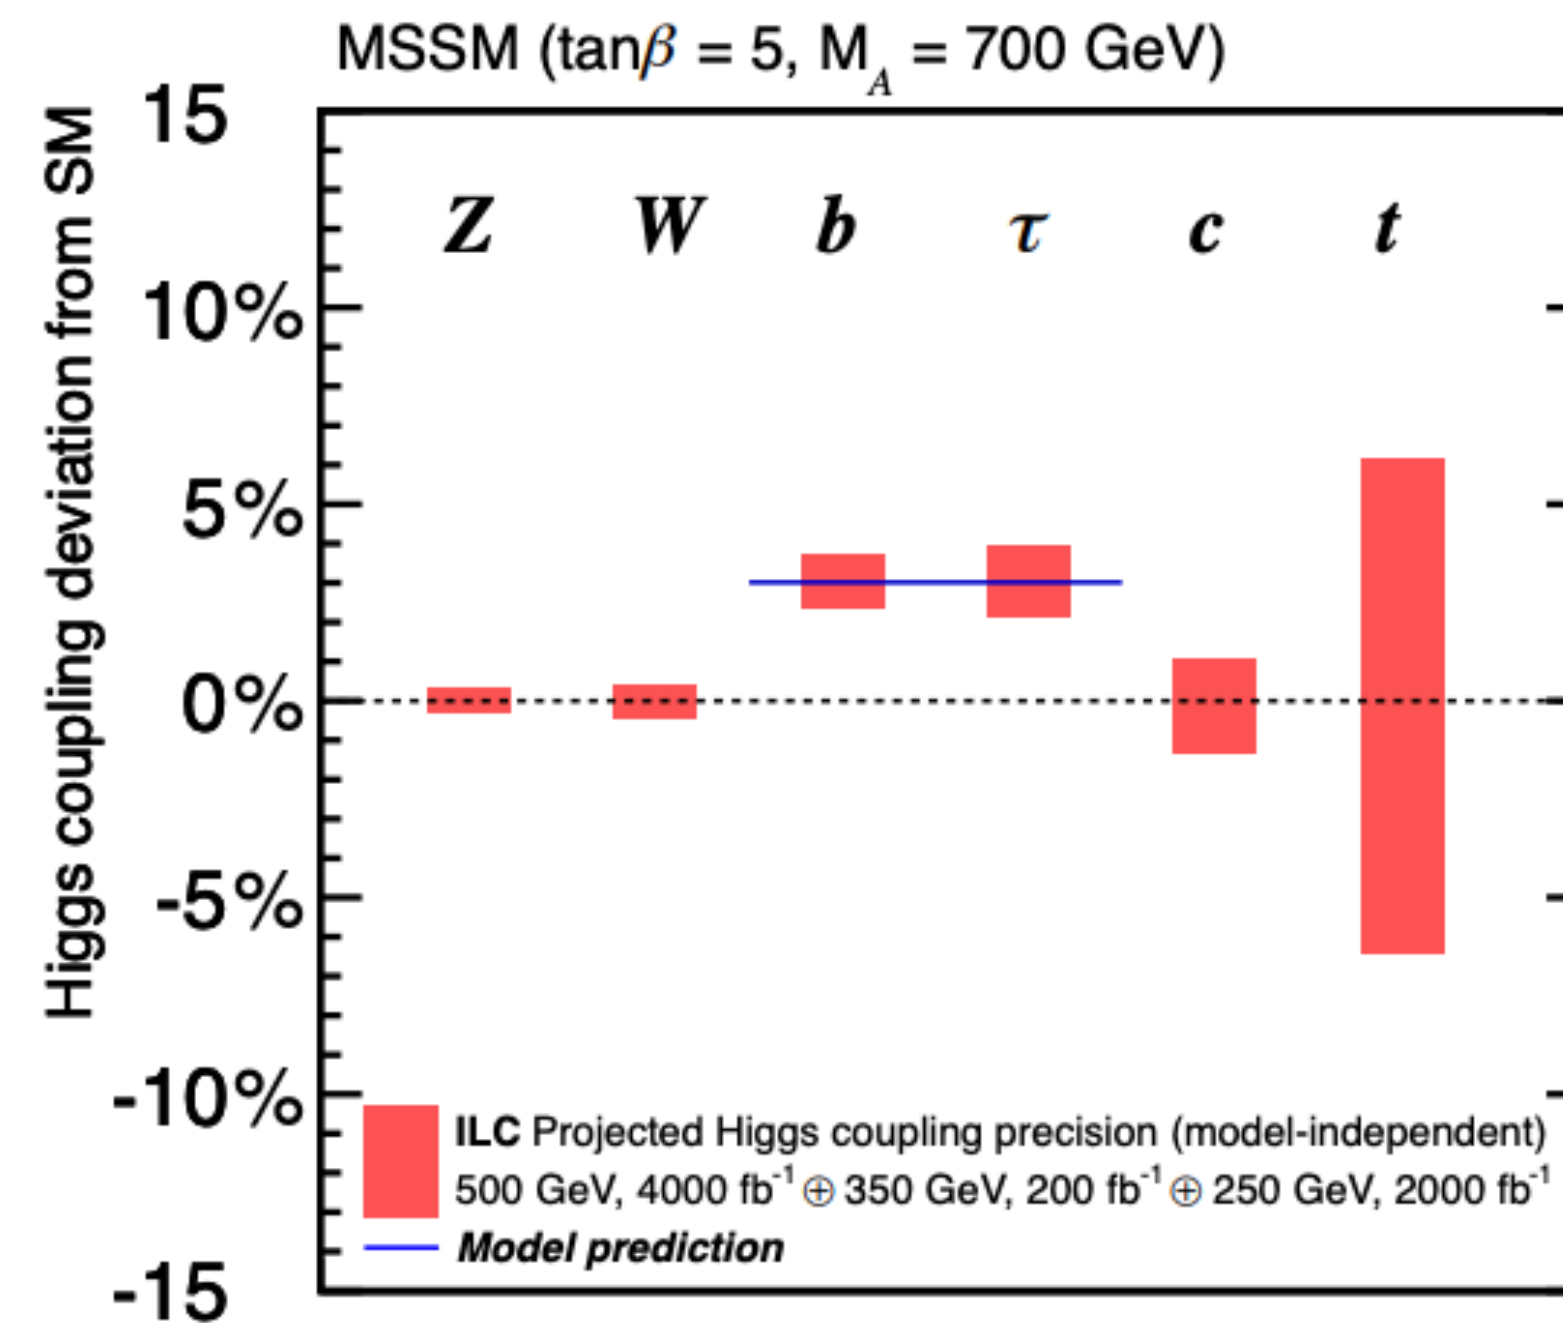 MSSM (tanβ = 5, M_A = 700 GeV)
Higgs coupling deviation from SM
15
10%
5%
0%
-5%
-10%
-15
Z W b τ c t
ILC Projected Higgs coupling precision (model-independent)
500 GeV, 4000 fb⁻¹ ⊕ 350 GeV, 200 fb⁻¹ ⊕ 250 GeV, 2000 fb⁻¹
Model prediction